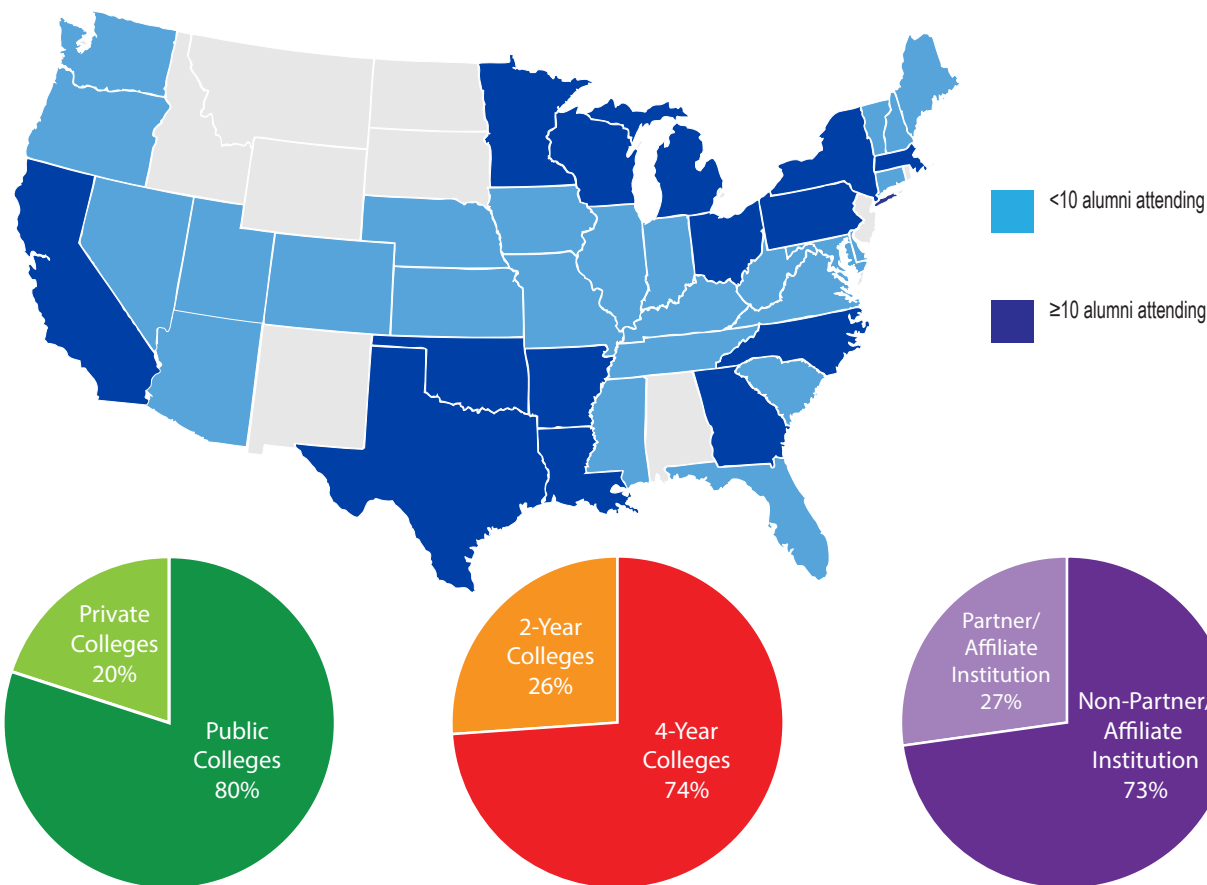 <10 alumni attending
≥10 alumni attending
Private
Colleges
20%
Public
Colleges
80%
2-Year
Colleges
26%
4-Year
Colleges
74%
Partner/
Affiliate
Institution
27%
Non-Partner/
Affiliate
Institution
73%